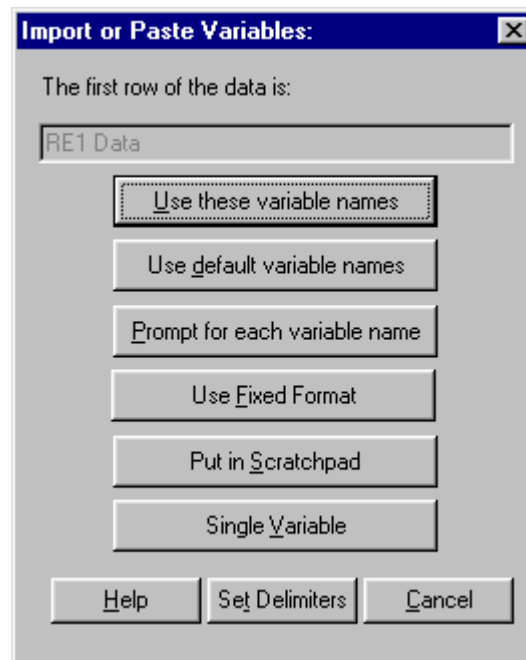 Import or Paste Variables:
The first row of the data is:
RE1 Data
Use these variable names
Use default variable names
Prompt for each variable name
Use Fixed Format
Put in Scratchpad
Single Variable
Help Set Delimiters Cancel